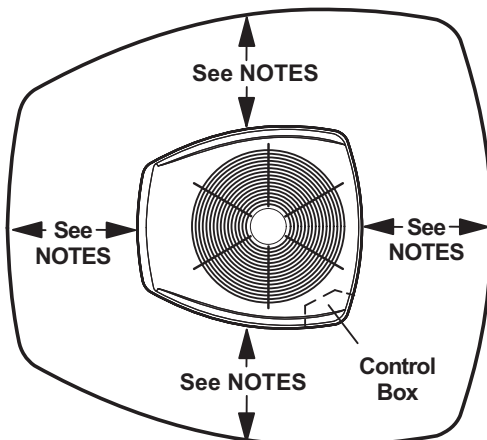 See NOTES
See
NOTES
See
NOTES
See NOTES
Control
Box